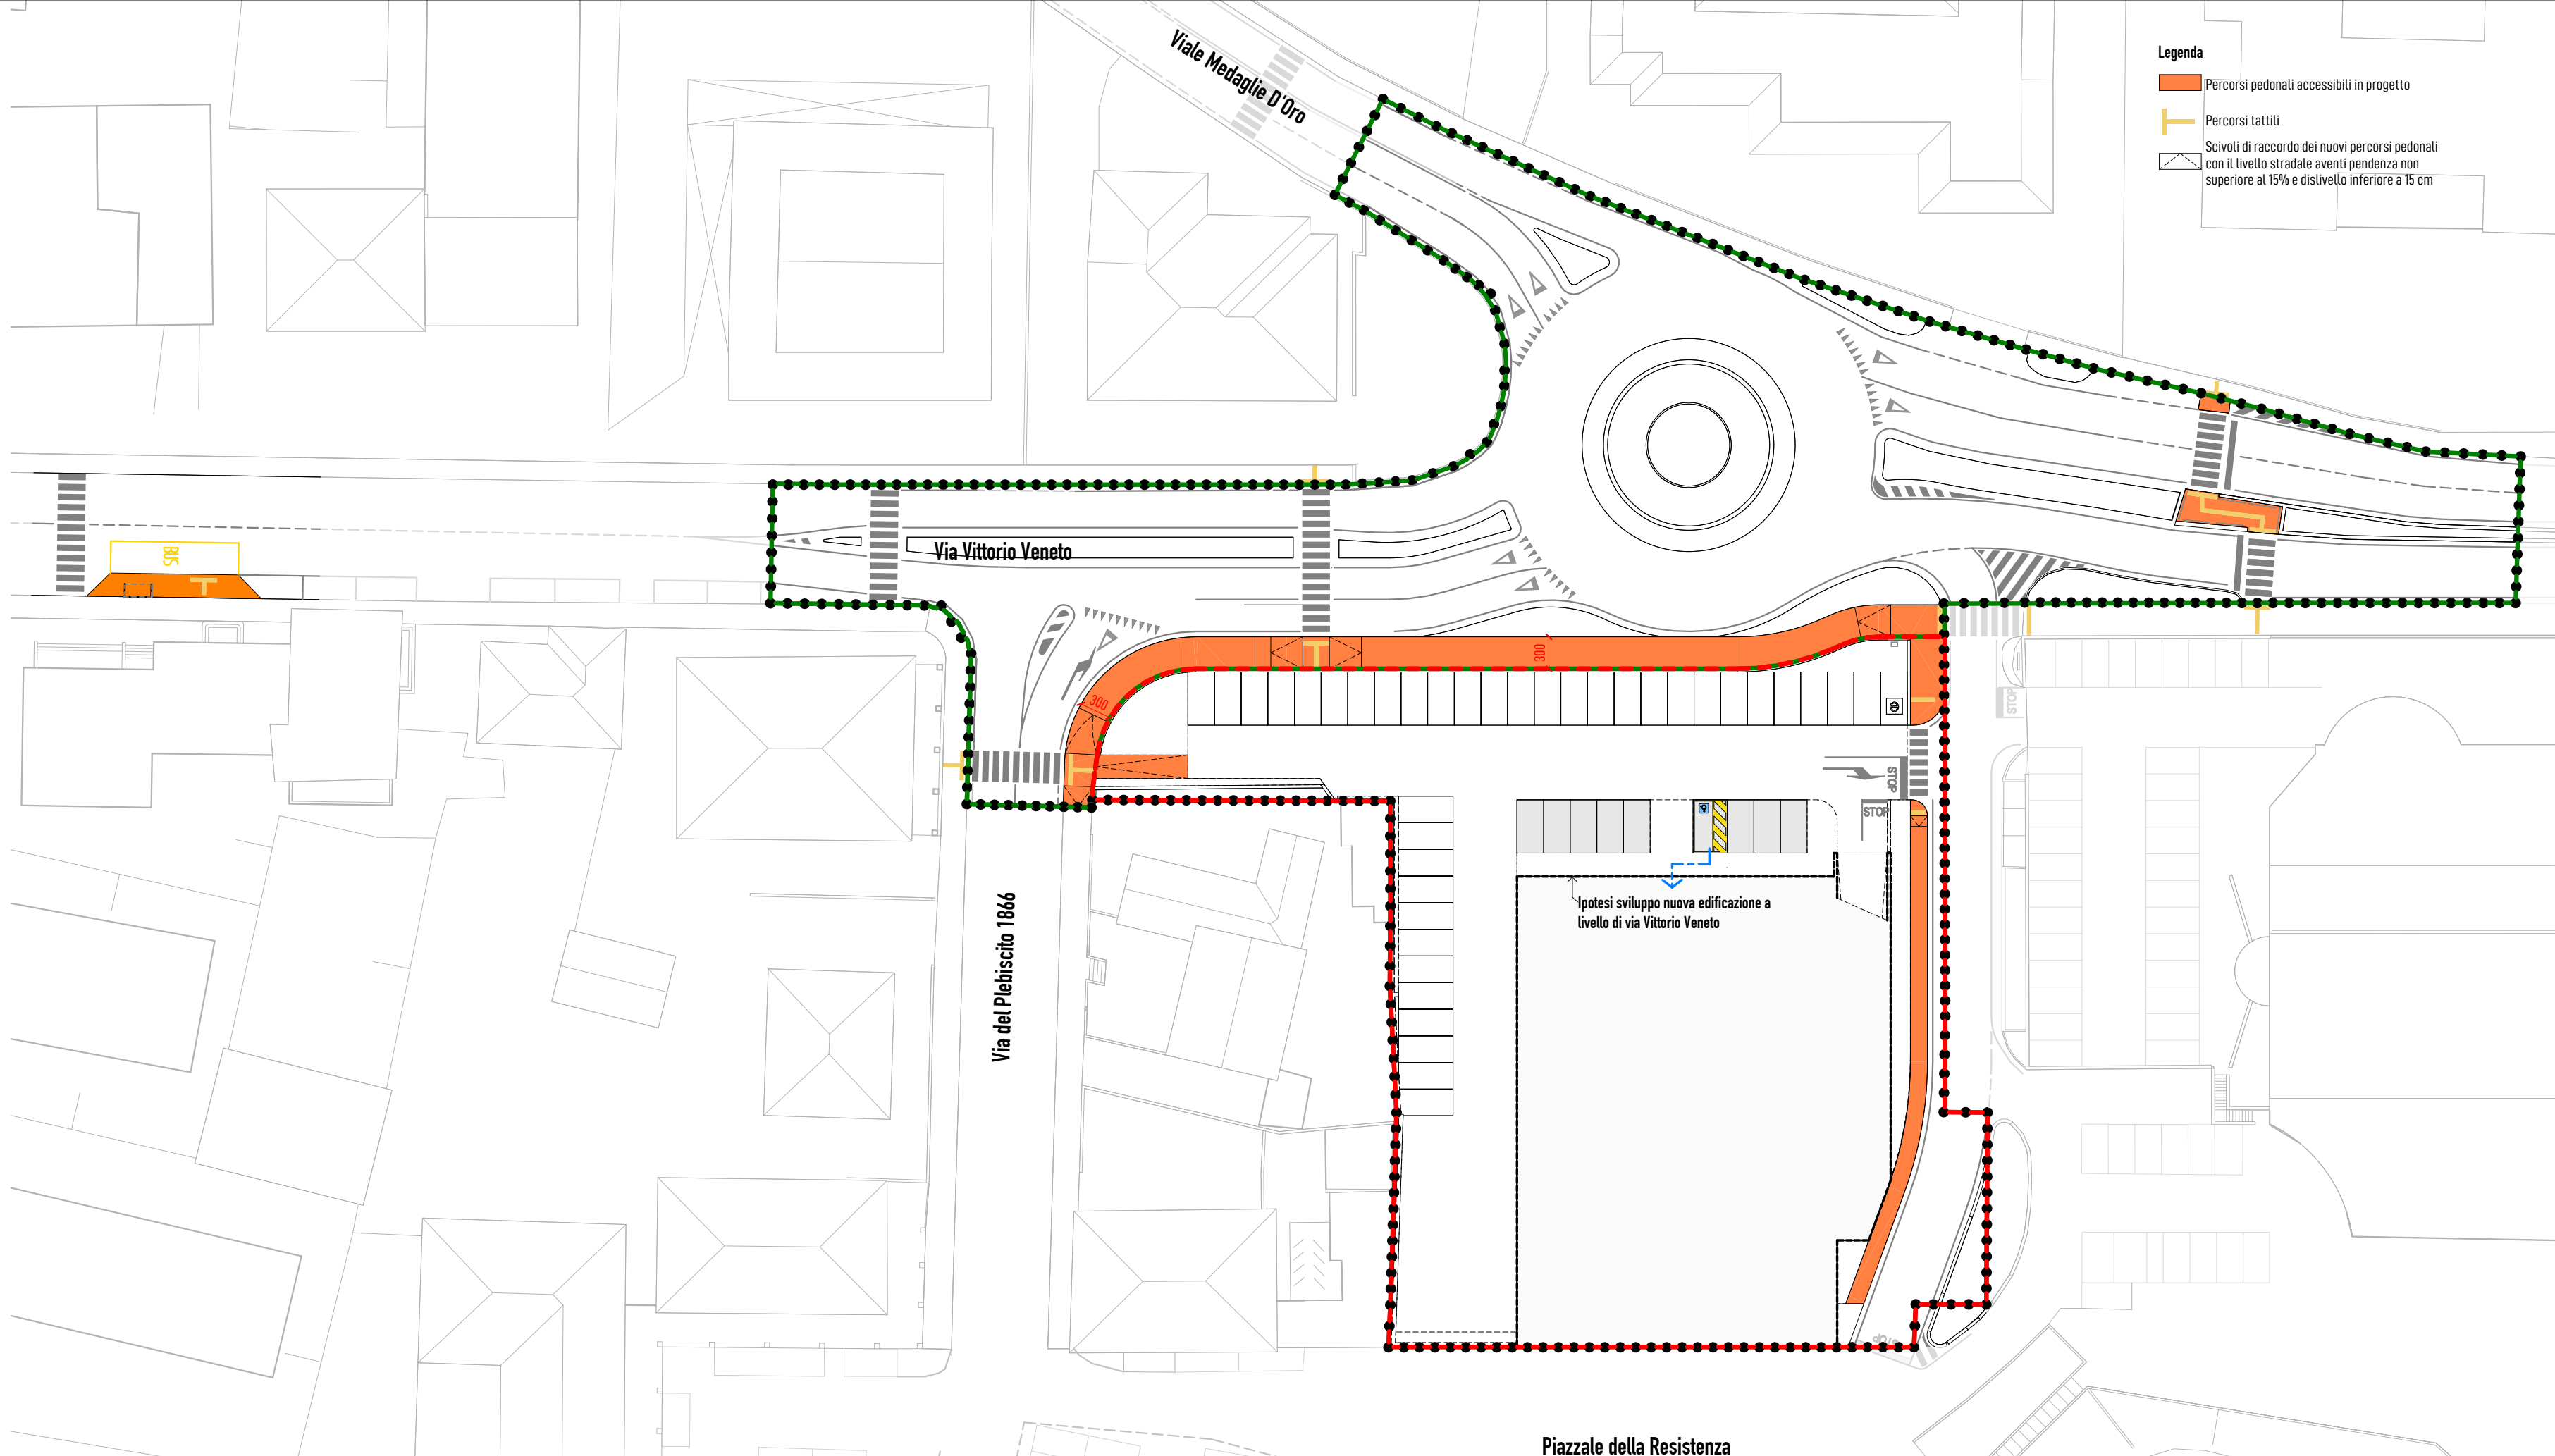 Viale Medaglie D'Oro
Legenda
Percorsi pedonali accessibili in progetto
Percorsi tattili
Scivoli di raccordo dei nuovi percorsi pedonali
con il livello stradale aventi pendenza non
superiore al 15% e dislivello inferiore a 15 cm
BUS
Via Vittorio Veneto
300
300
e
STOP
STOP
STOP
Ipotesi sviluppo nuova edificazione a
livello di via Vittorio Veneto
Via del Plebiscito 1866
STOP
Piazzale della Resistenza